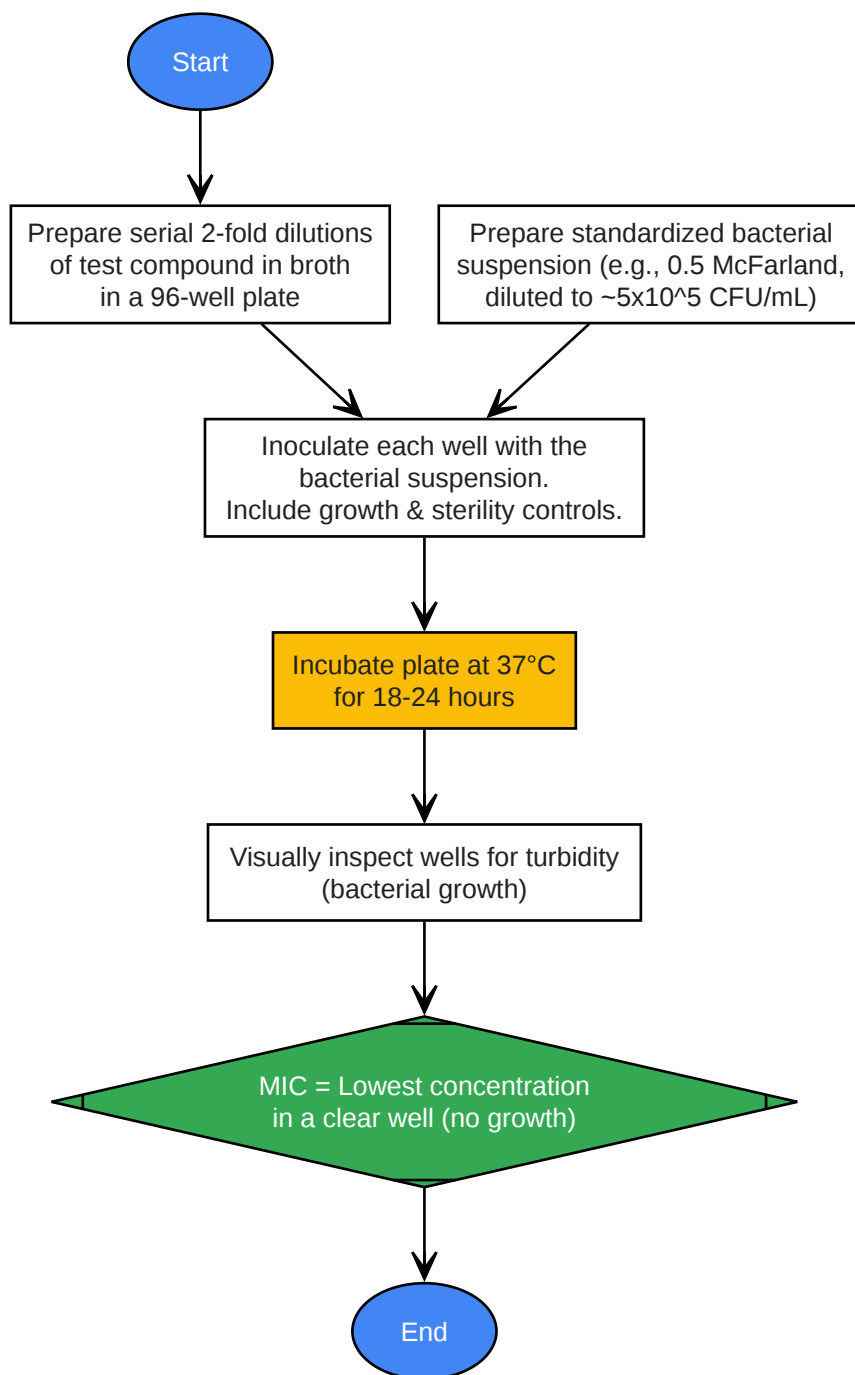 Start
Prepare serial 2-fold dilutions
of test compound in broth
in a 96-well plate
Prepare standardized bacterial
suspension (e.g., 0.5 McFarland,
diluted to ~5x10^5 CFU/mL)
Inoculate each well with the
bacterial suspension.
Include growth & sterility controls.
Incubate plate at 37°C
for 18-24 hours
Visually inspect wells for turbidity
(bacterial growth)
MIC = Lowest concentration
in a clear well (no growth)
End